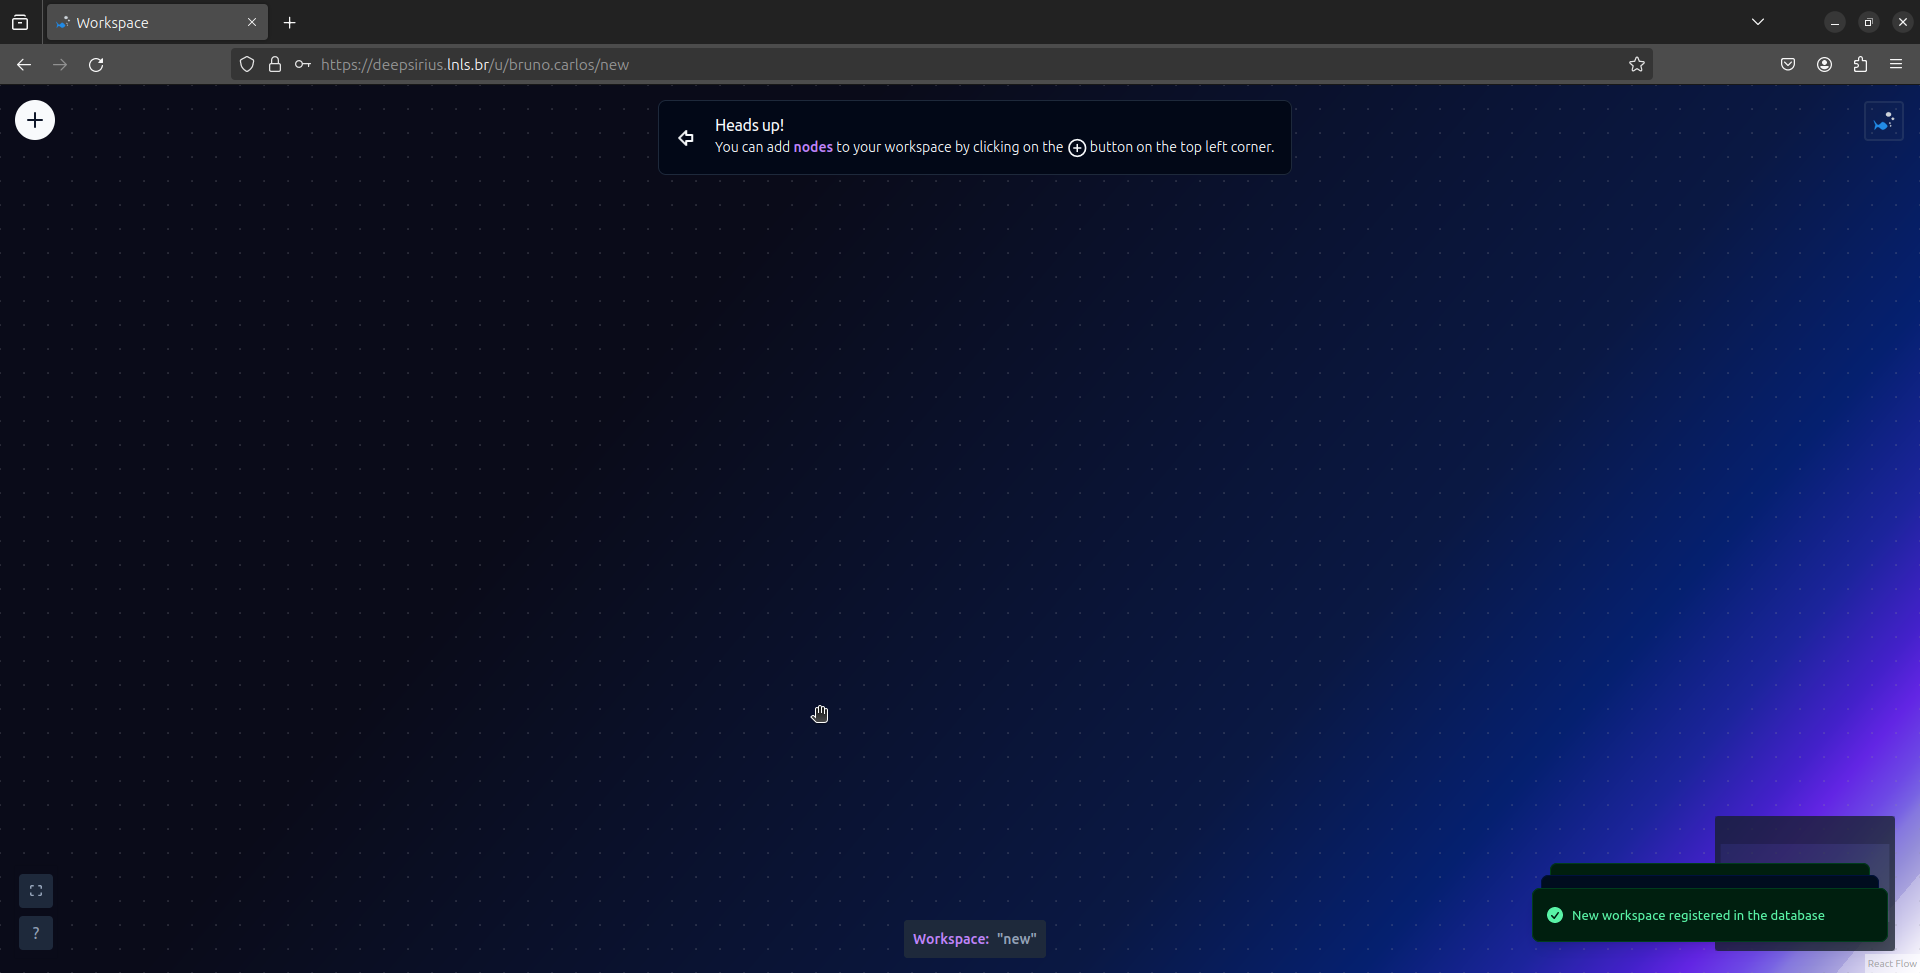 Workspace
https://deepsirius.lnls.br/u/bruno.carlos/new
Heads up!
You can add nodes to your workspace by clicking on the button on the top left corner.
?
Workspace: "new"
New workspace registered in the database
React Flow